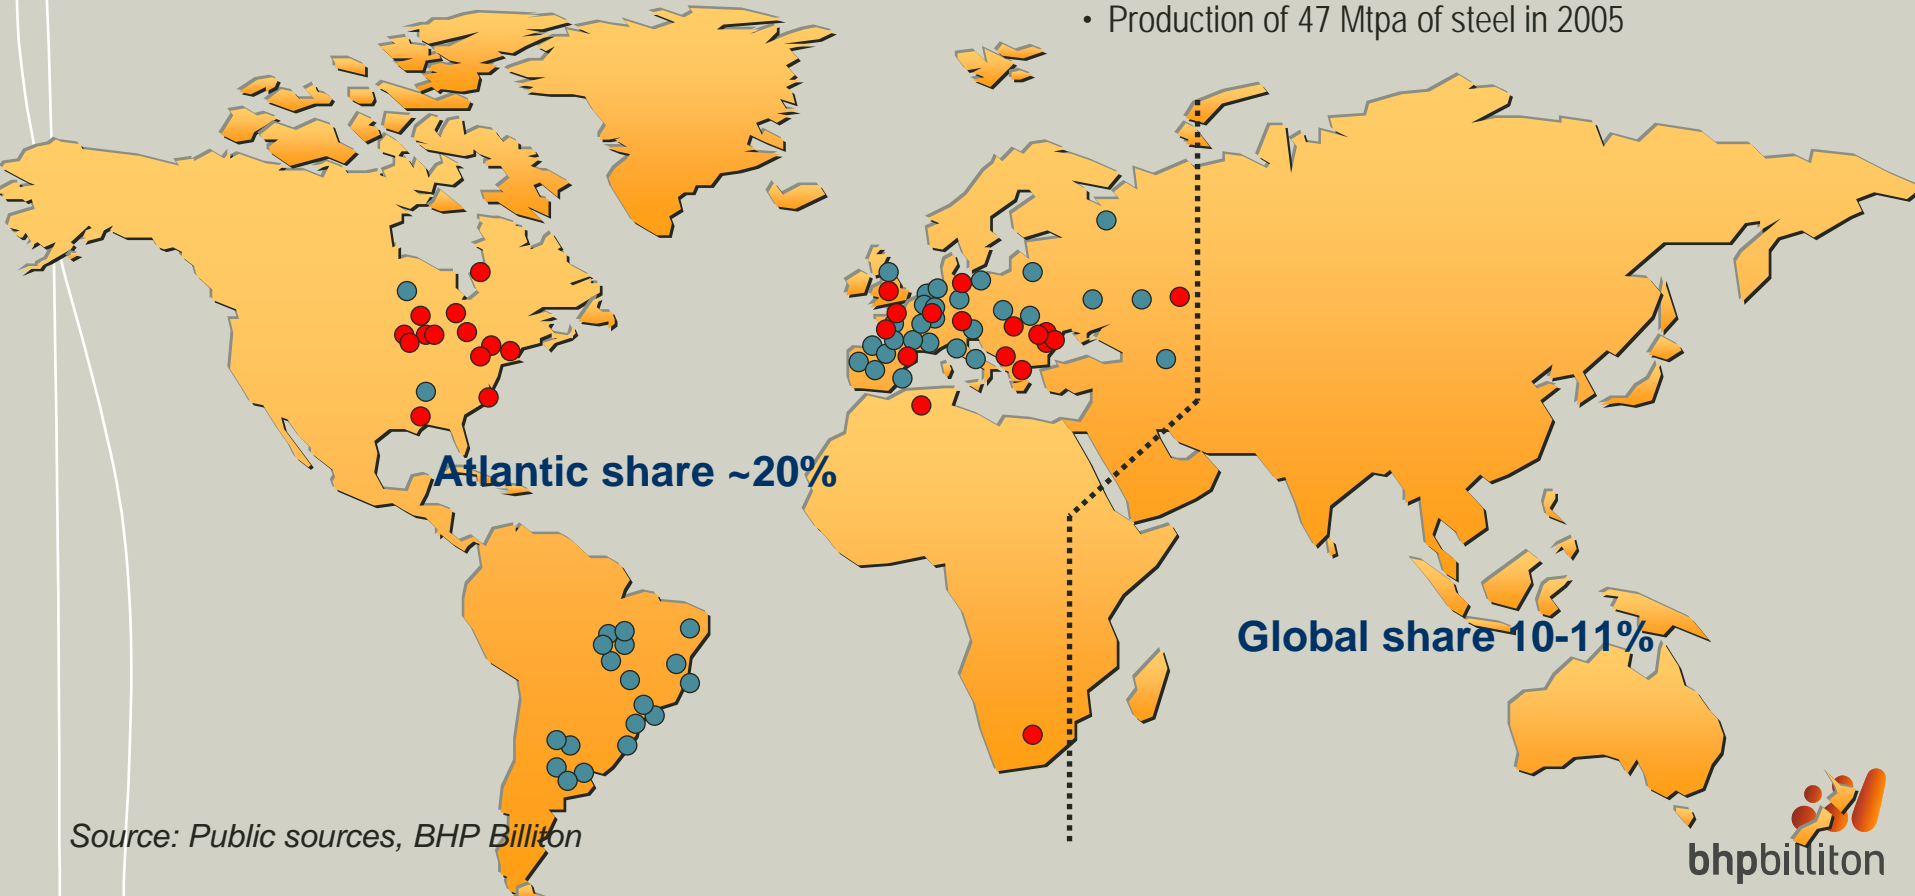 • Production of 47 Mtpa of steel in 2005
Atlantic share ~20%
Global share 10-11%
Source: Public sources, BHP Billiton
bhpbilliton